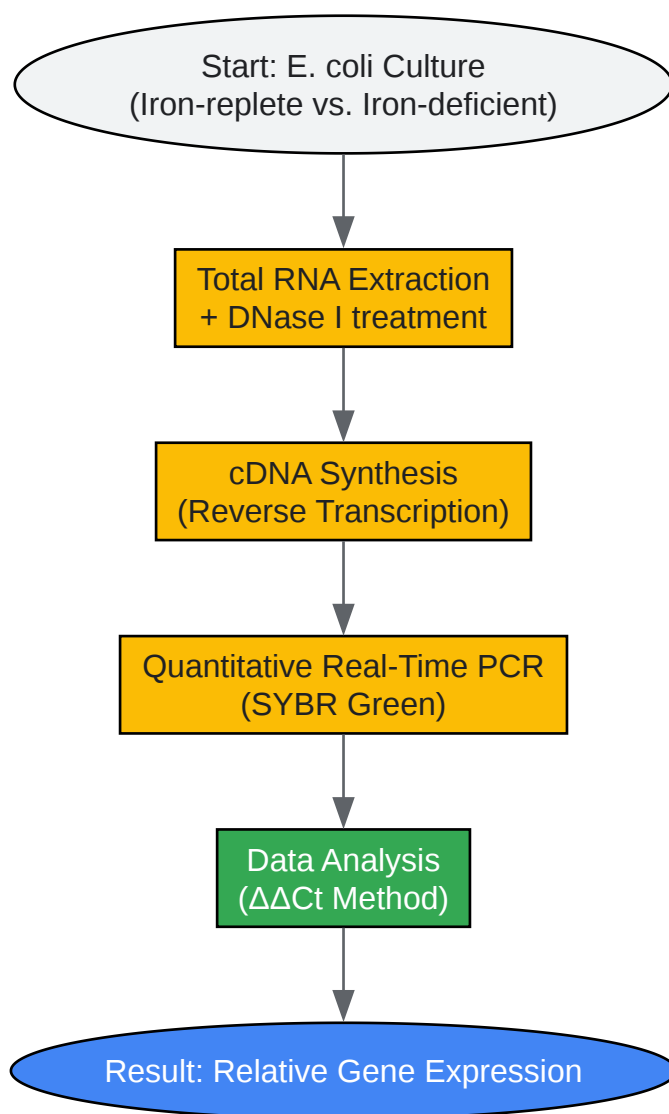 Start: E. coli Culture
(Iron-replete vs. Iron-deficient)
Total RNA Extraction
+ DNase I treatment
cDNA Synthesis
(Reverse Transcription)
Quantitative Real-Time PCR
(SYBR Green)
Data Analysis
(ΔΔCt Method)
Result: Relative Gene Expression